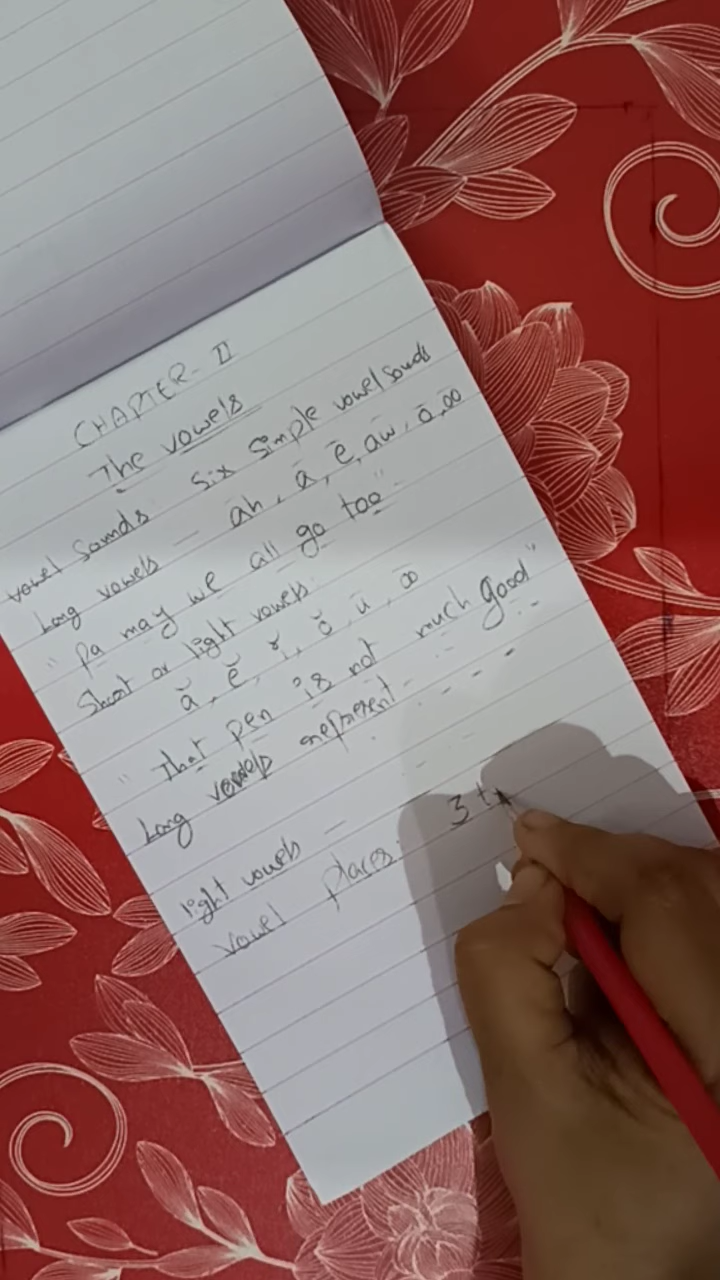 CHAPTER - II
The vowels
vowel sounds six simple vowel sounds
Long vowels — ah, ā, ē, aw, ō, oo
" Pa may we all go too"
Short or light vowels.
ă, ĕ, ĭ, ŏ, ŭ, oo
" That pen is not much good"
Long vowels represent
light vowels —
vowel places. 3 t